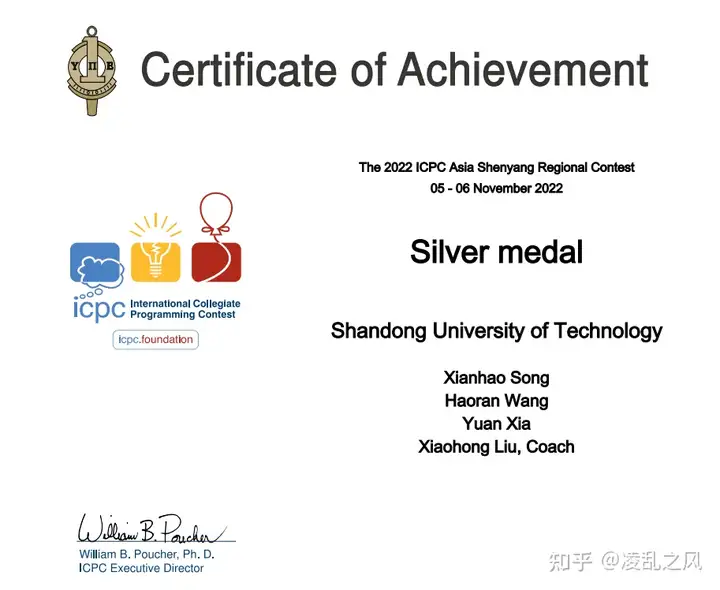 Certificate of Achievement
ΥΠΕ
The 2022 ICPC Asia Shenyang Regional Contest
05 - 06 November 2022
Silver medal
icpc International Collegiate
Programming Contest
icpc.foundation
Shandong University of Technology
Xianhao Song
Haoran Wang
Yuan Xia
Xiaohong Liu, Coach
William B. Poucher
William B. Poucher, Ph. D.
ICPC Executive Director
知乎 @凌乱之风